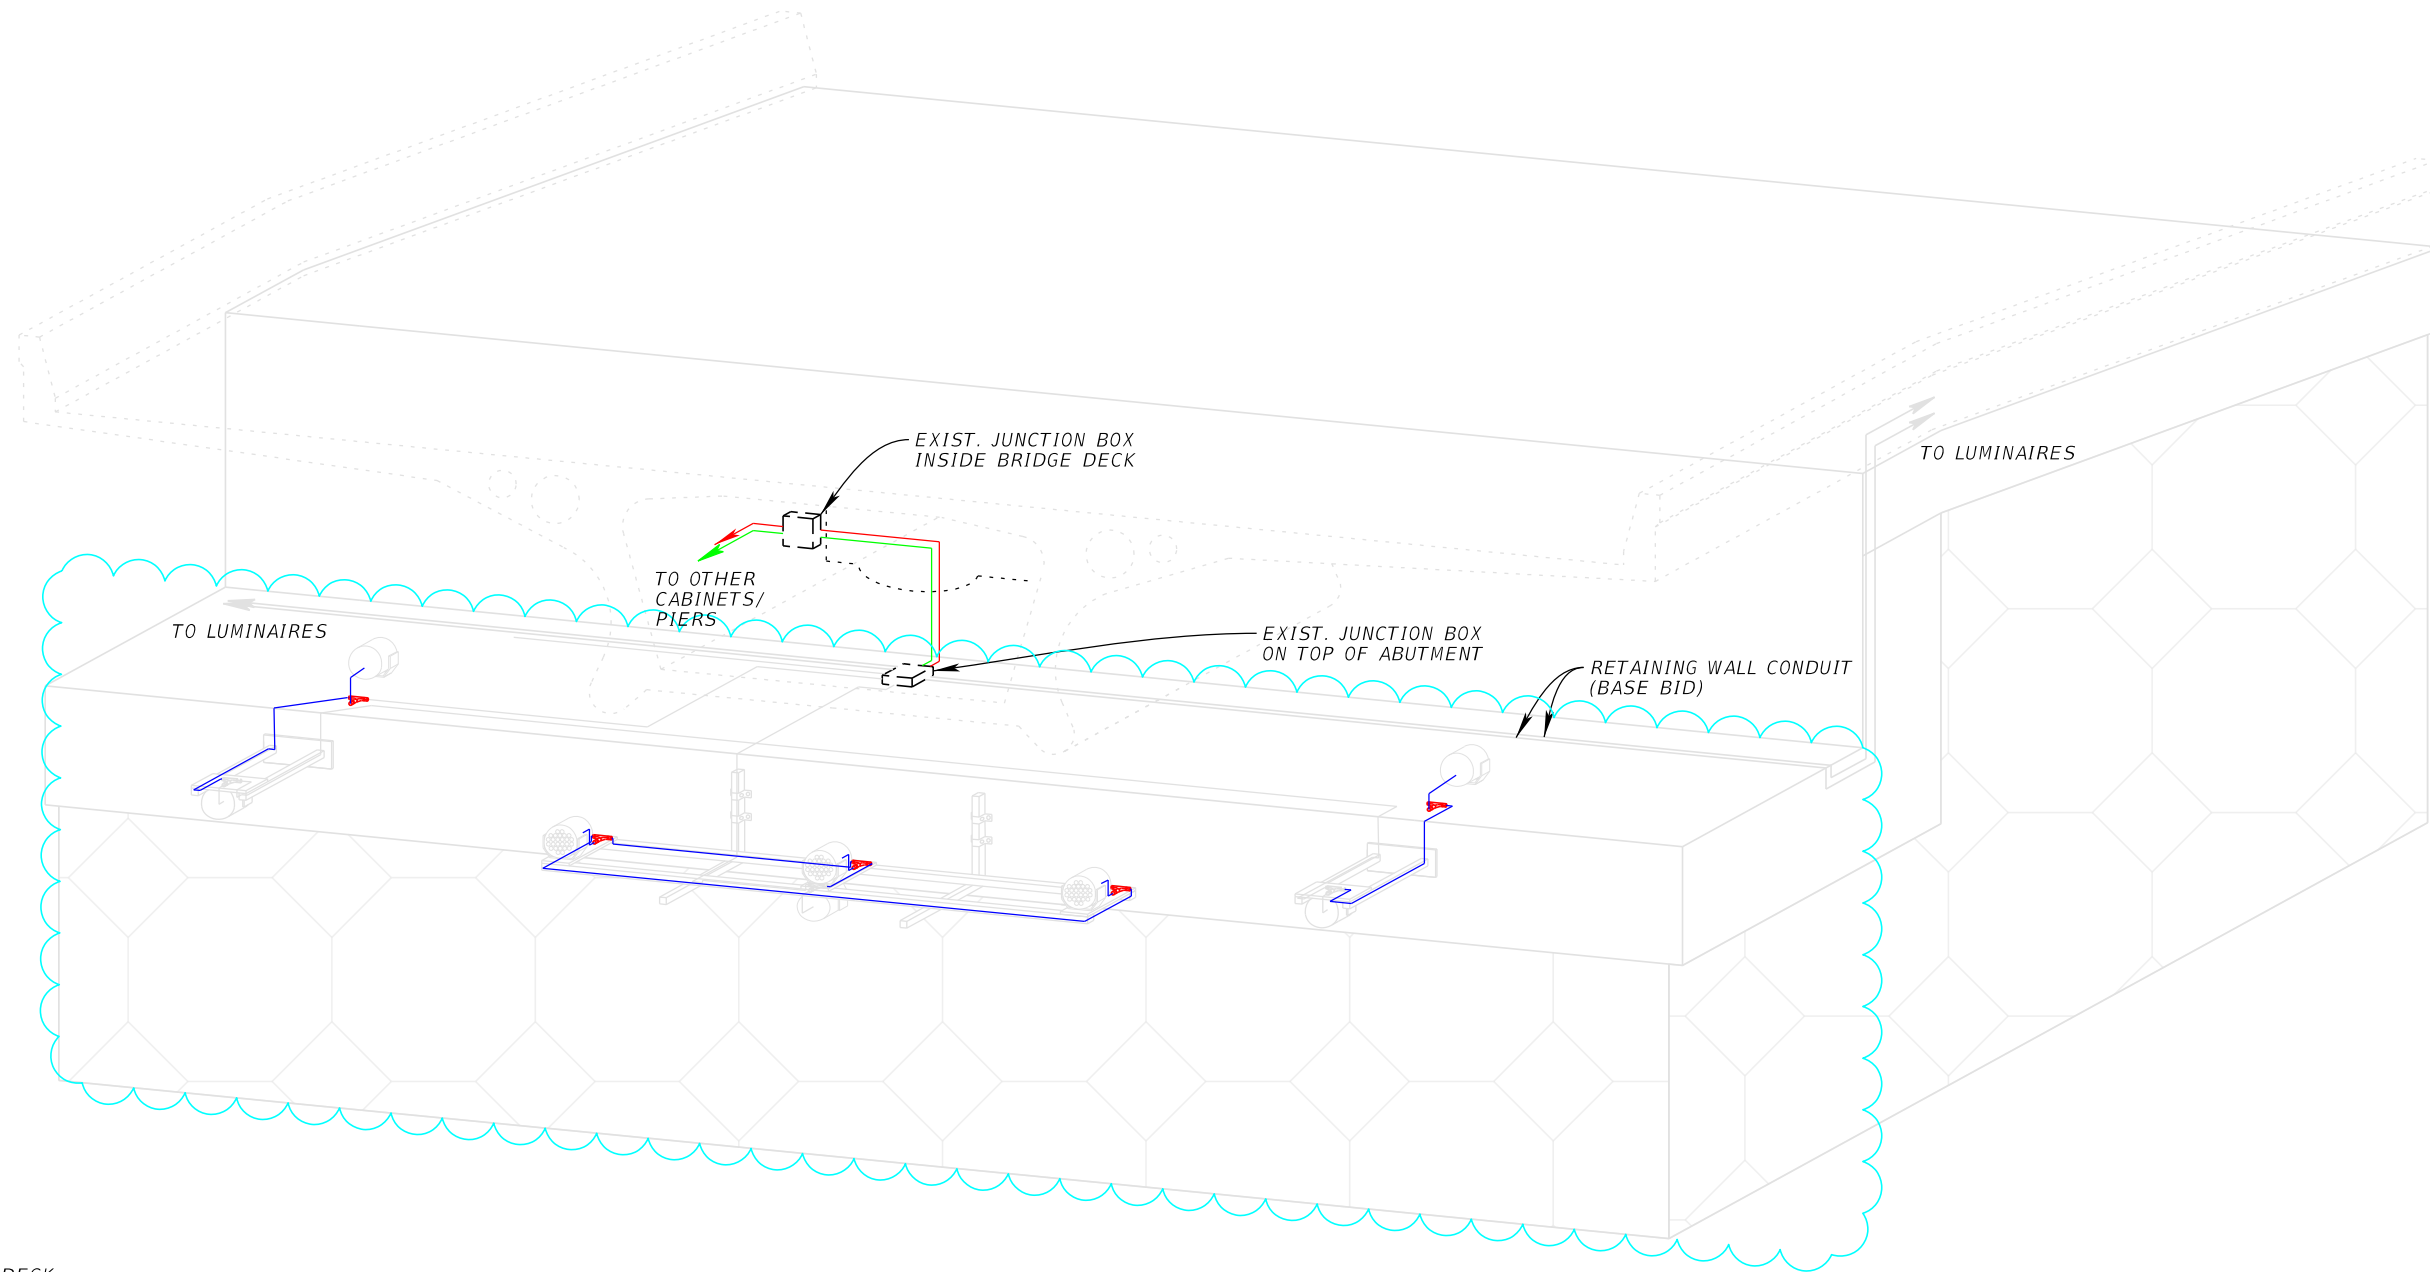 EXIST. JUNCTION BOX
INSIDE BRIDGE DECK
TO LUMINAIRES
TO OTHER
CABINETS/
PIERS
TO LUMINAIRES
EXIST. JUNCTION BOX
ON TOP OF ABUTMENT
RETAINING WALL CONDUIT
(BASE BID)
DECK